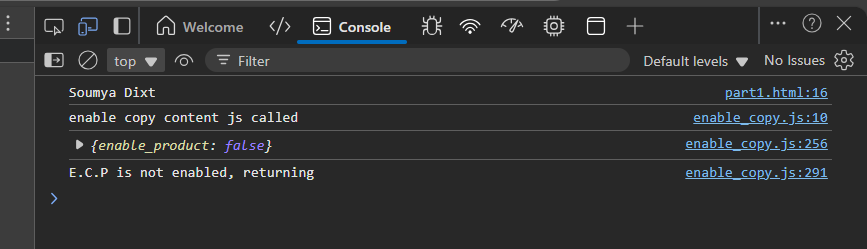 Welcome
Console
top
Filter
Default levels
No Issues
Soumya Dixt part1.html:16
enable copy content js called enable_copy.js:10
{enable_product: false} enable_copy.js:256
E.C.P is not enabled, returning enable_copy.js:291